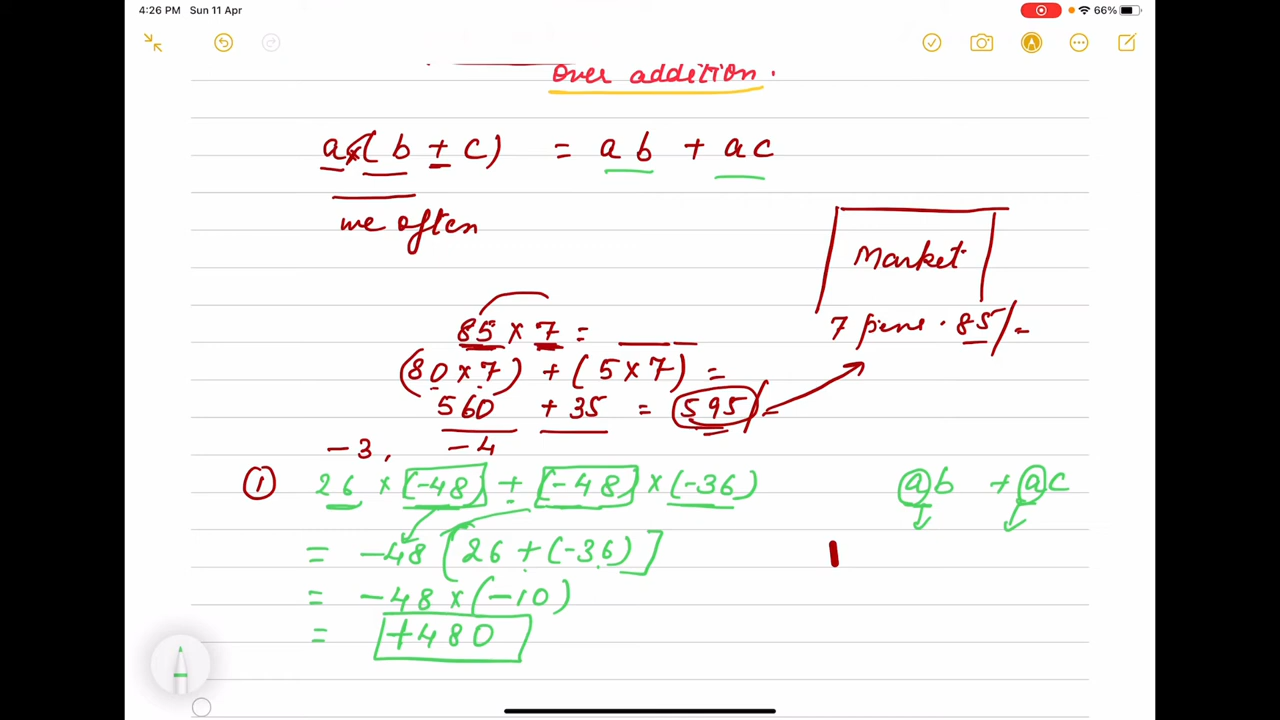 4:26 PM Sun 11 Apr 66%
Over addition.
a×(b + c) = ab + ac
we often
Market
7 pens · 85/=
85 × 7 =
(80 × 7) + (5 × 7) =
560 + 35 = 595/=
-3, -4
① 26 × (-48) + (-48) × (-36)
ab + ac
= -48 [26 + (-36)]
= -48 × (-10)
= +480